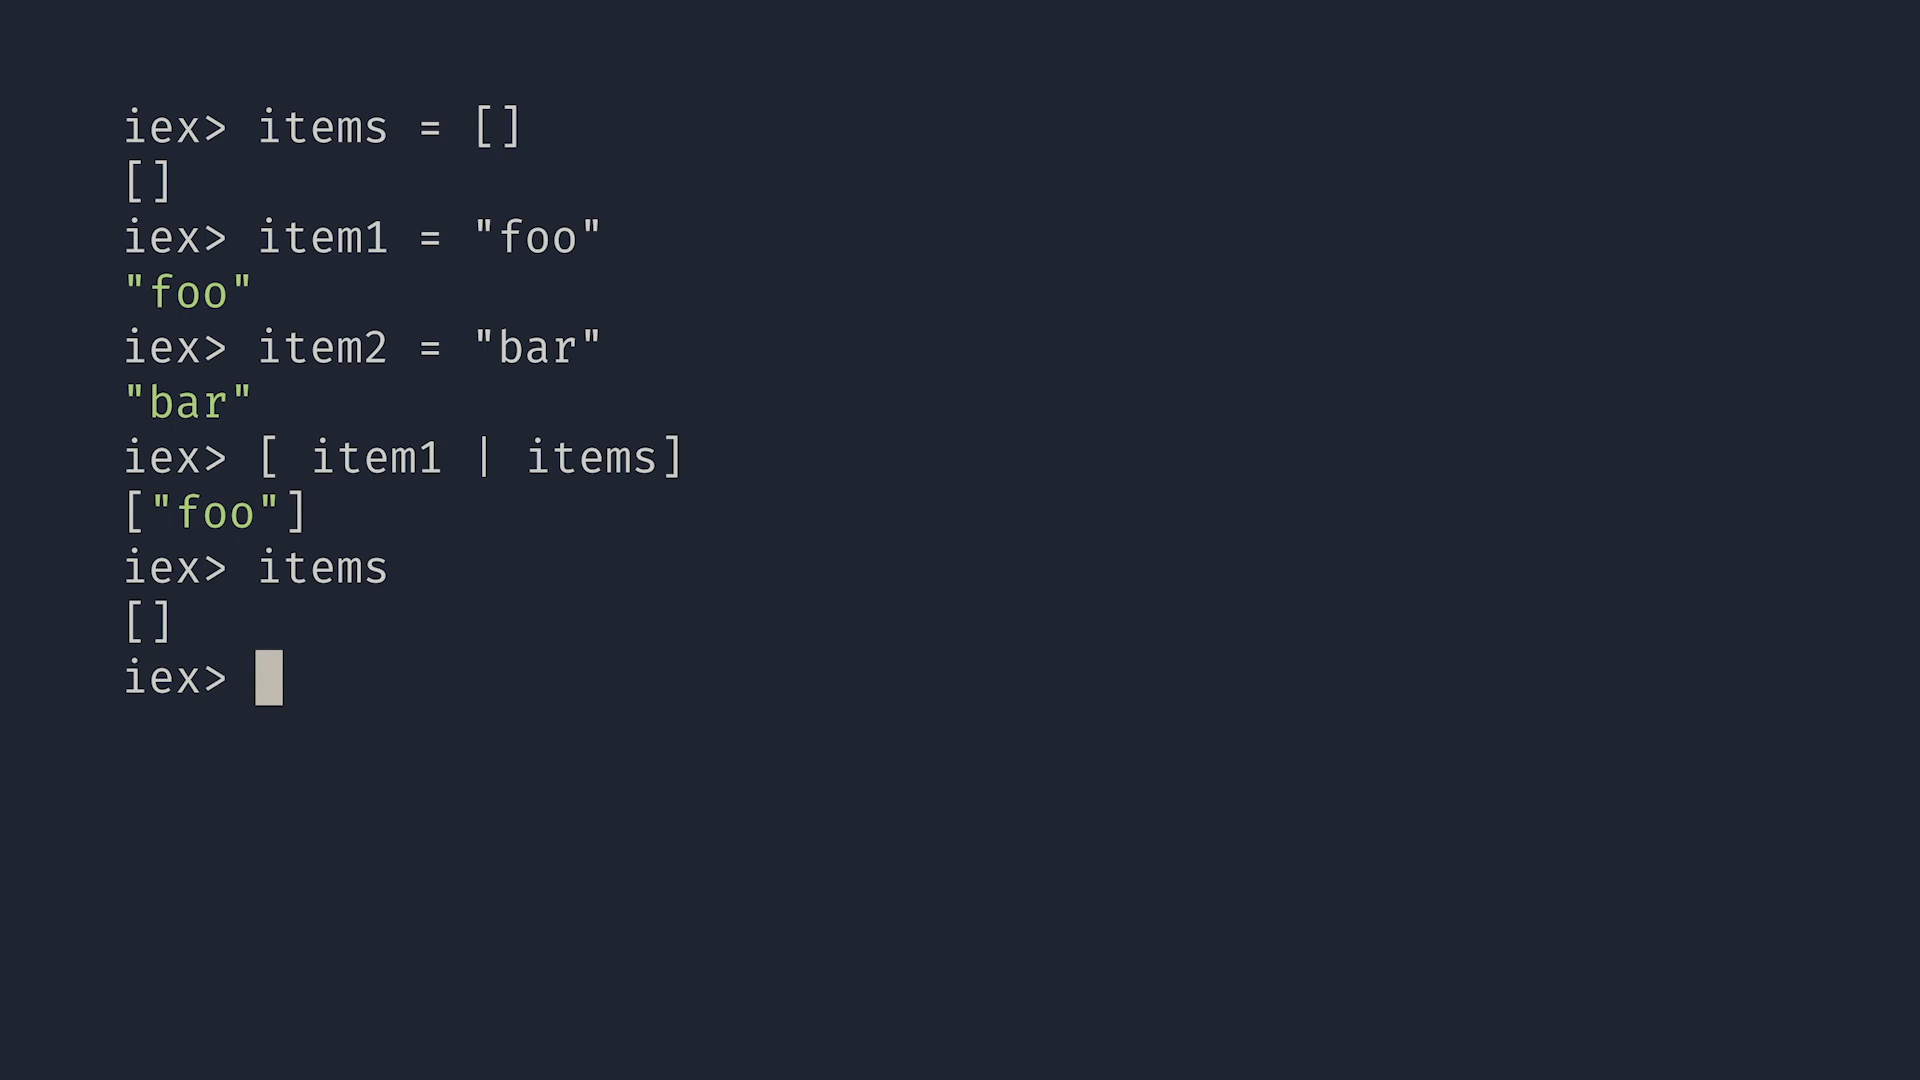 iex> items = []
[]
iex> item1 = "foo"
"foo"
iex> item2 = "bar"
"bar"
iex> [ item1 | items]
["foo"]
iex> items
[]
iex>